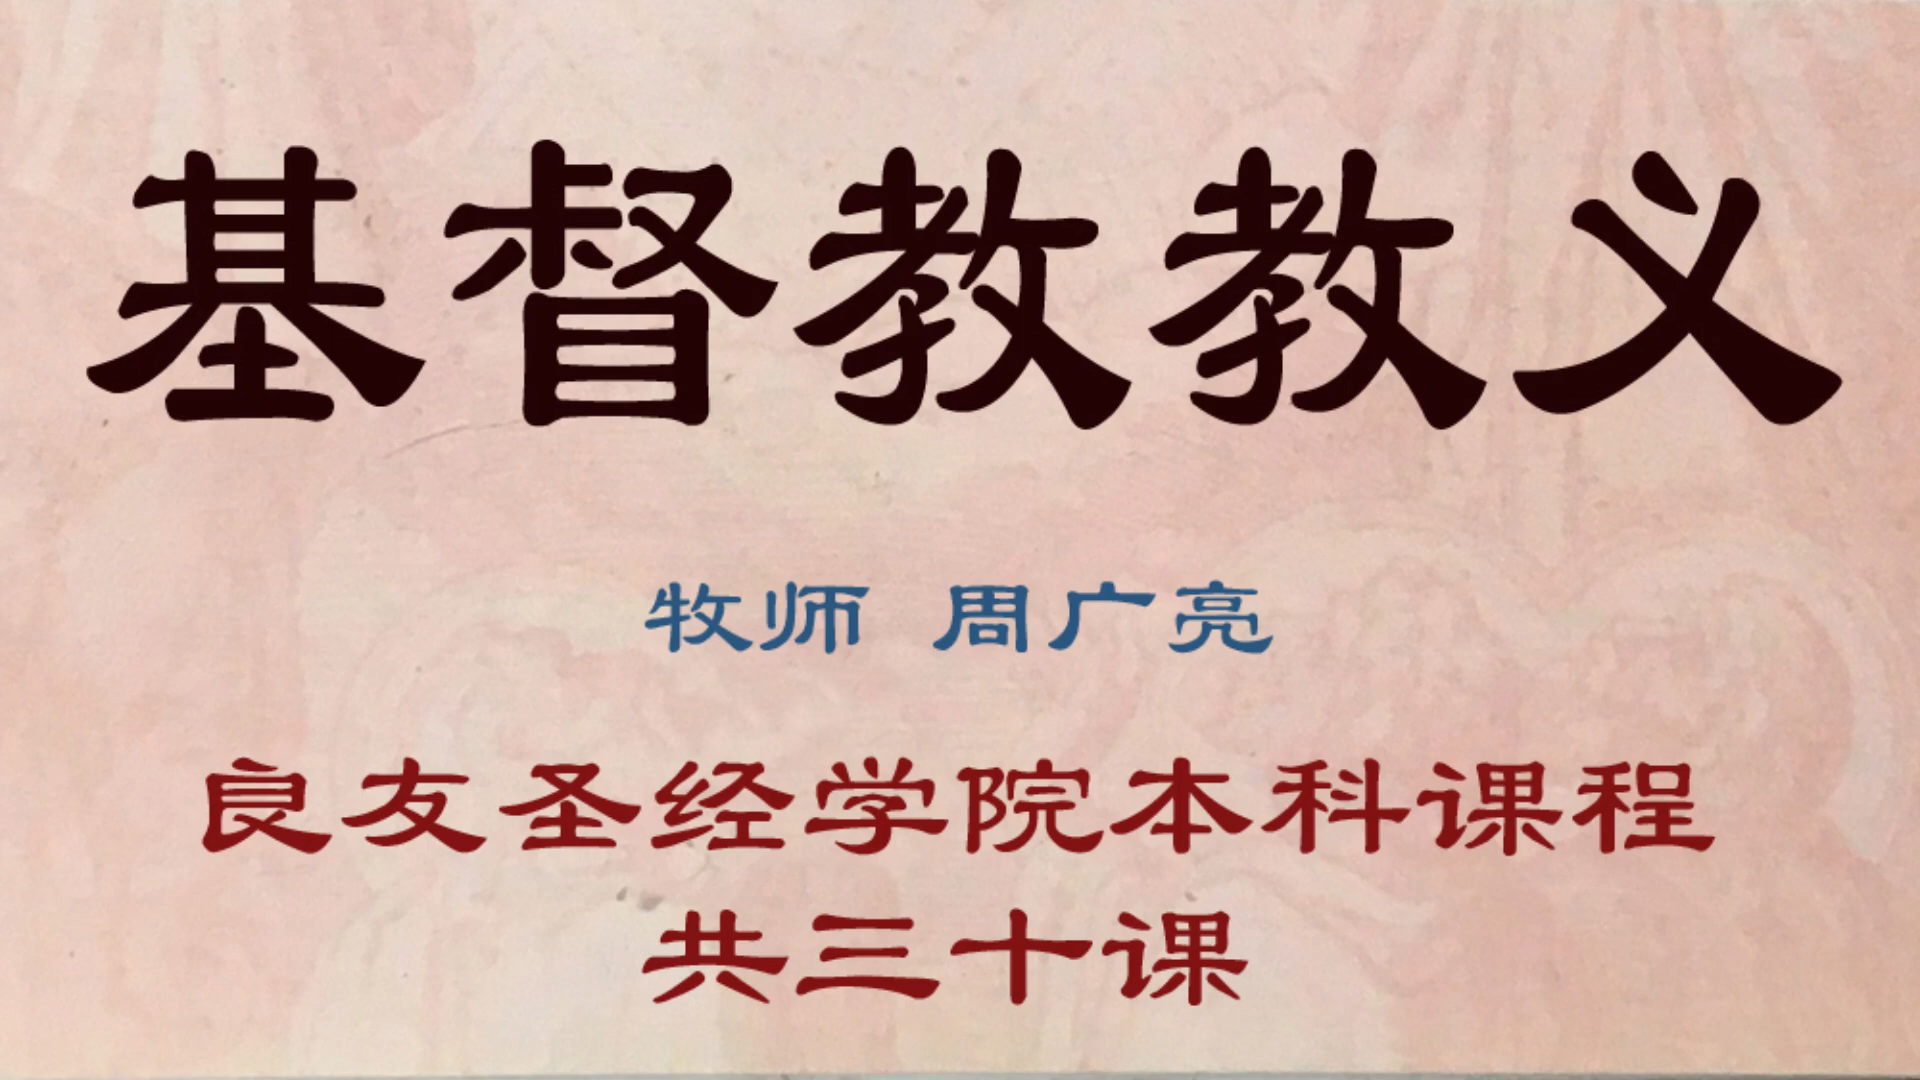 基督教教义
牧师 周广亮
良友圣经学院本科课程
共三十课